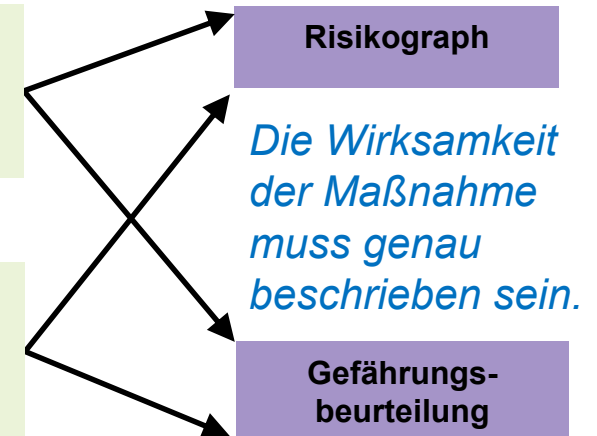 Risikograph
Die Wirksamkeit
der Maßnahme
muss genau
beschrieben sein.
Gefährungs-
beurteilung